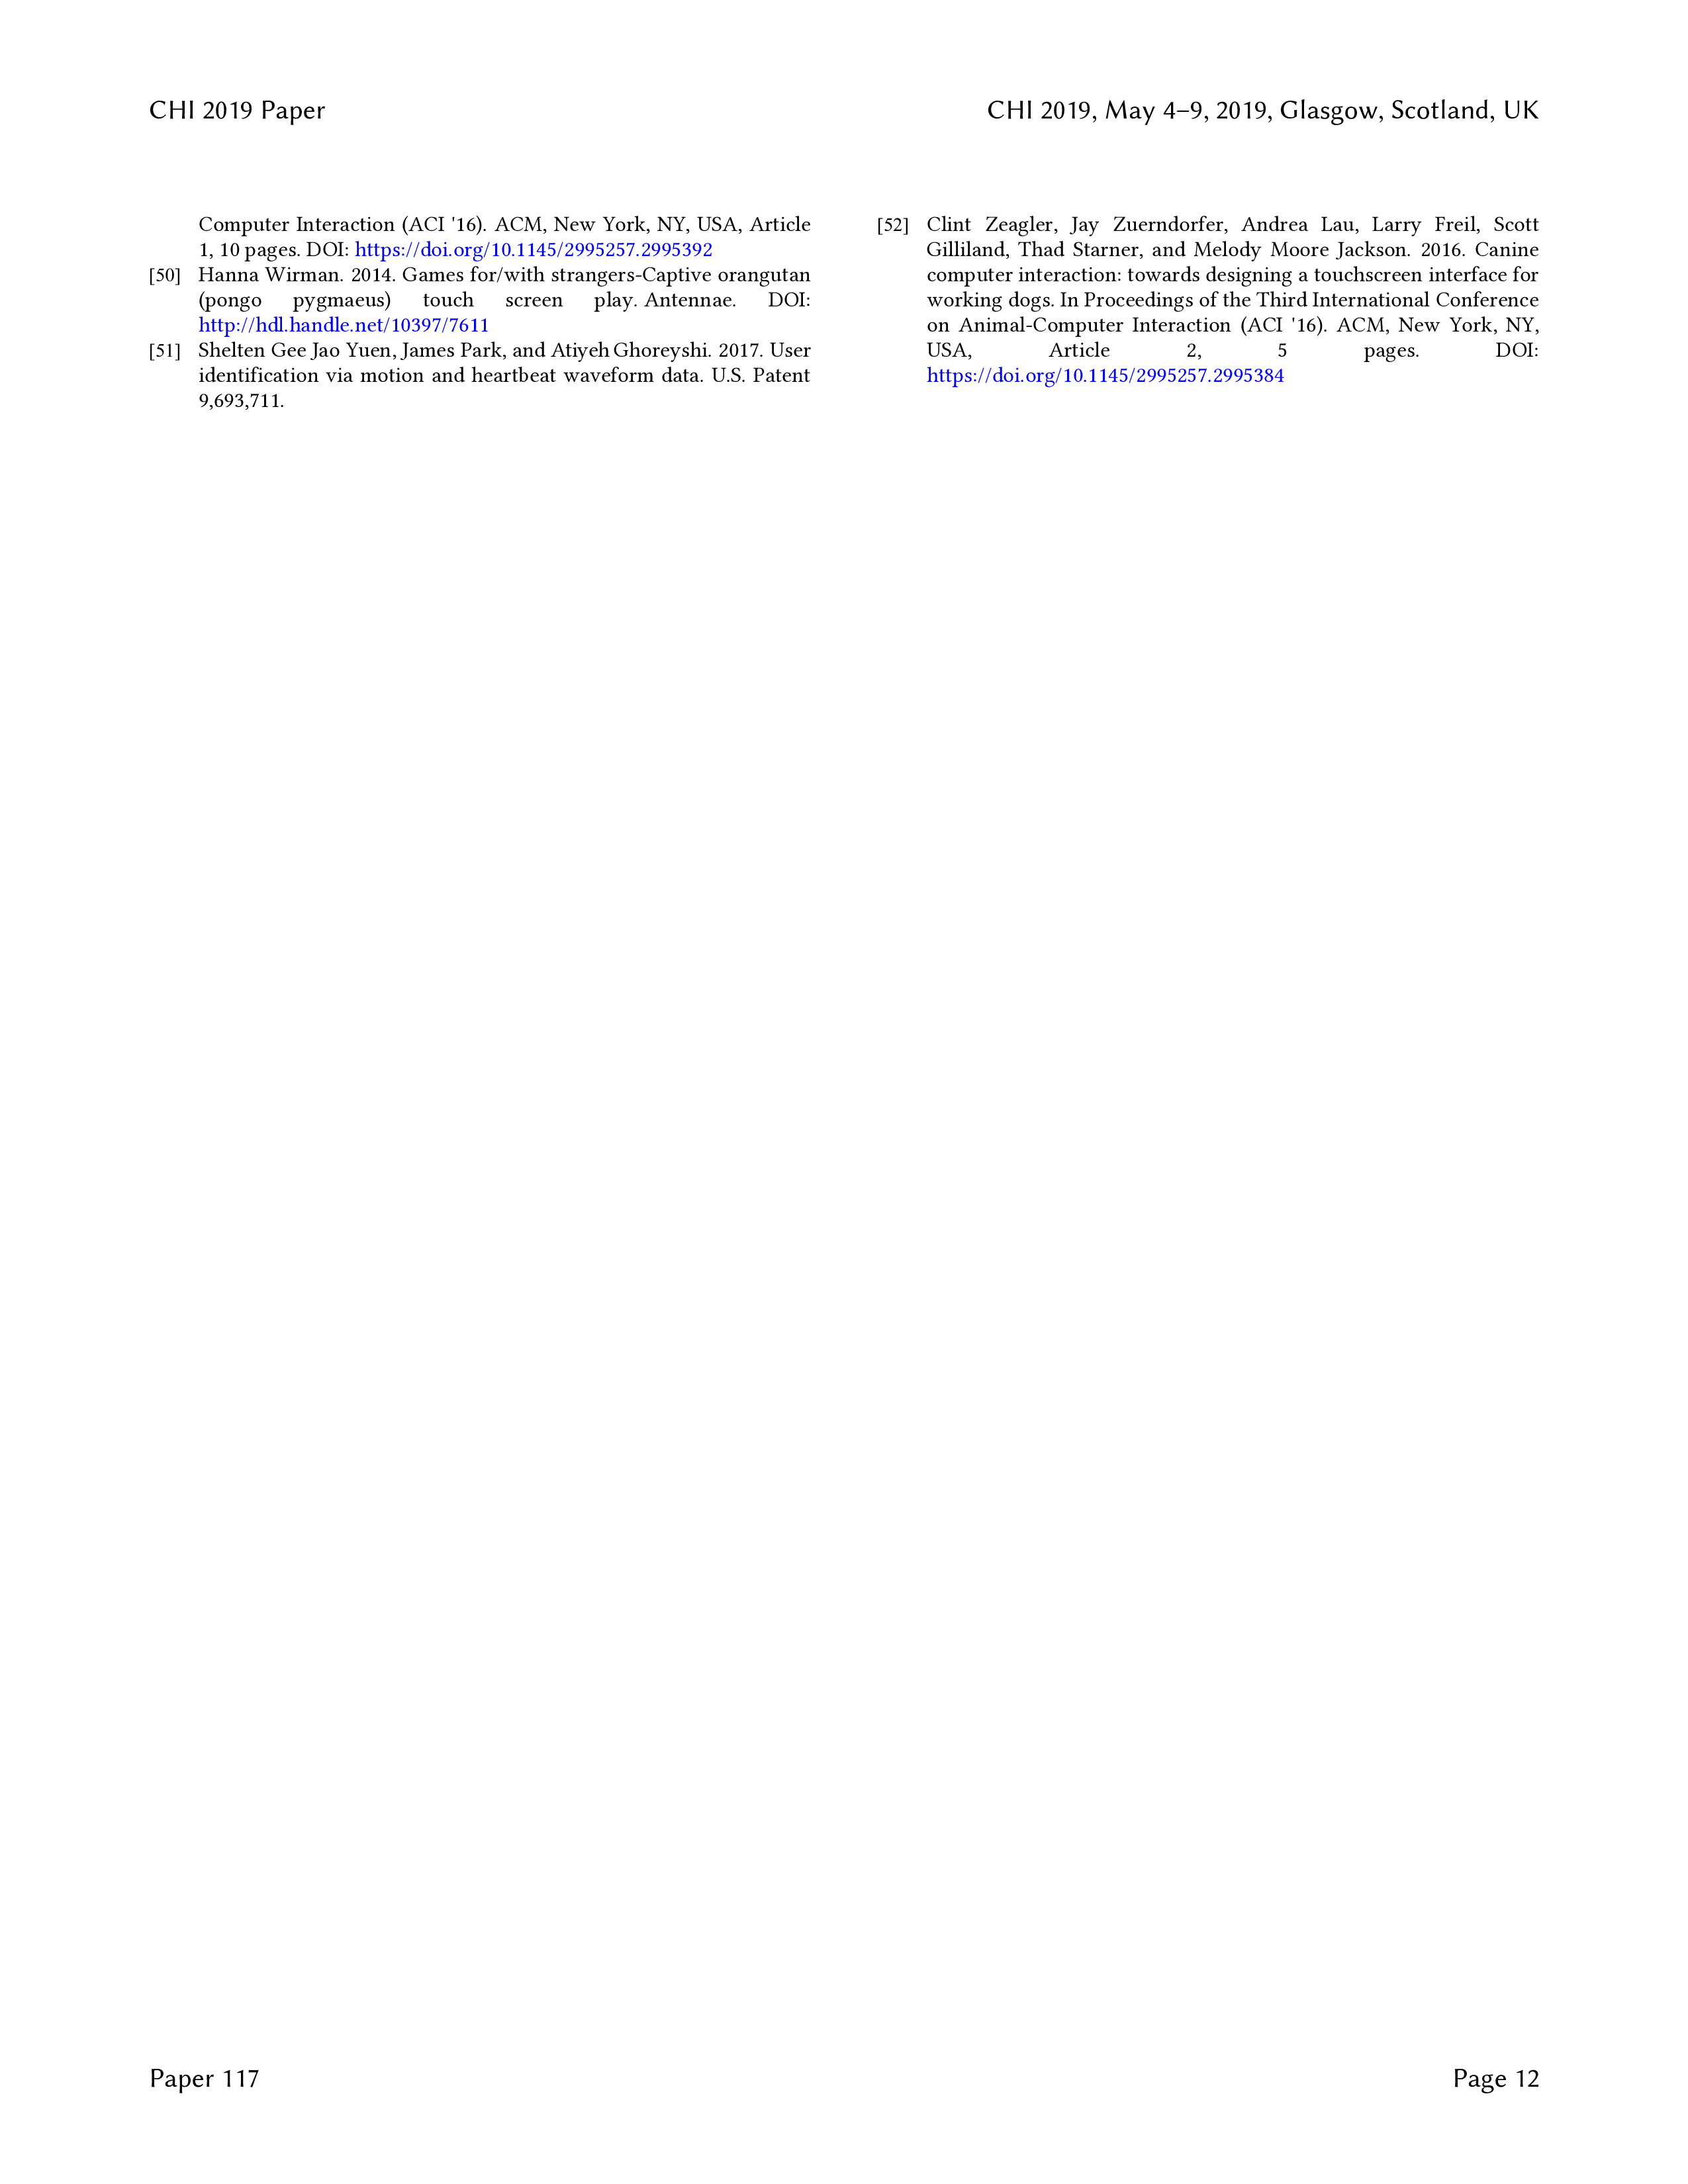 CHI 2019 Paper
CHI 2019, May 4–9, 2019, Glasgow, Scotland, UK
Computer Interaction (ACI '16). ACM, New York, NY, USA, Article
1, 10 pages. DOI: https://doi.org/10.1145/2995257.2995392
[50] Hanna Wirman. 2014. Games for/with strangers-Captive orangutan
(pongo pygmaeus) touch screen play. Antennae. DOI:
http://hdl.handle.net/10397/7611
[51] Shelten Gee Jao Yuen, James Park, and Atiyeh Ghoreyshi. 2017. User
identification via motion and heartbeat waveform data. U.S. Patent
9,693,711.
[52] Clint Zeagler, Jay Zuerndorfer, Andrea Lau, Larry Freil, Scott
Gilliland, Thad Starner, and Melody Moore Jackson. 2016. Canine
computer interaction: towards designing a touchscreen interface for
working dogs. In Proceedings of the Third International Conference
on Animal-Computer Interaction (ACI '16). ACM, New York, NY,
USA, Article 2, 5 pages. DOI:
https://doi.org/10.1145/2995257.2995384
Paper 117
Page 12